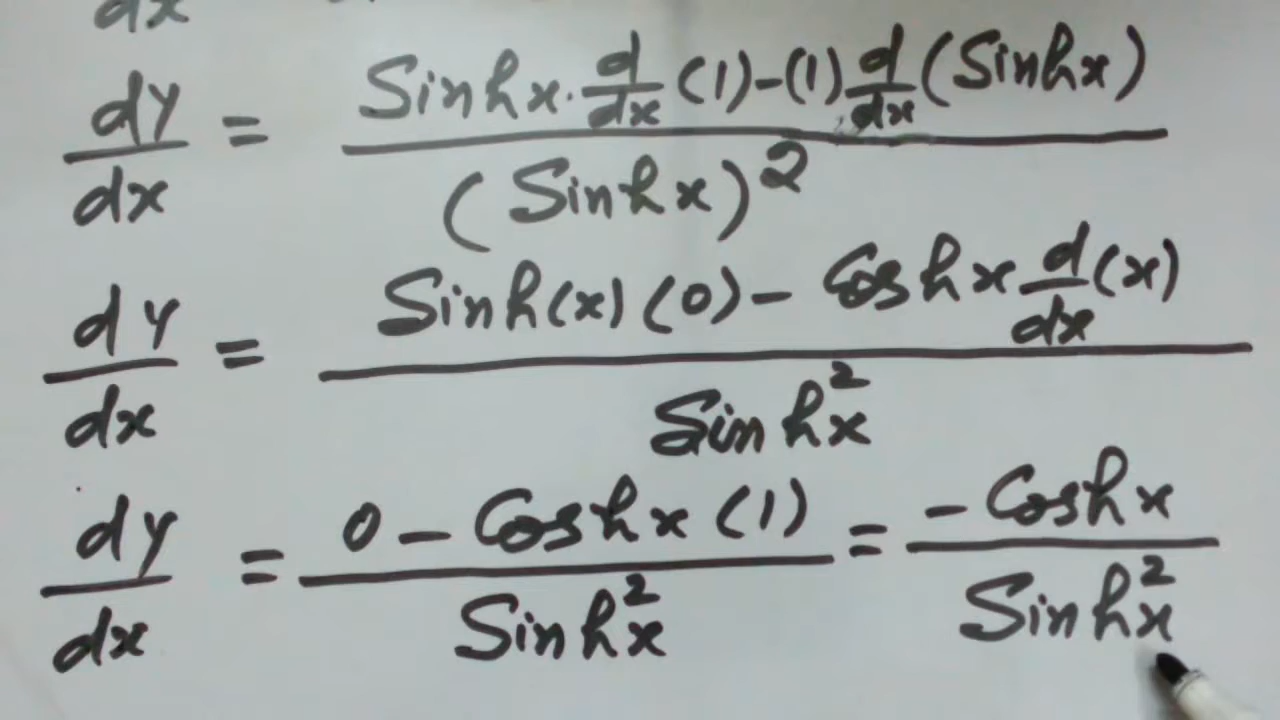 dx
dy/dx = (Sinhx · d/dx (1) - (1) d/dx (Sinhx)) / (Sinhx)²
dy/dx = (Sinh(x) (0) - Coshx d/dx (x)) / Sinh²x
dy/dx = (0 - Coshx (1)) / Sinh²x = -Coshx / Sinh²x